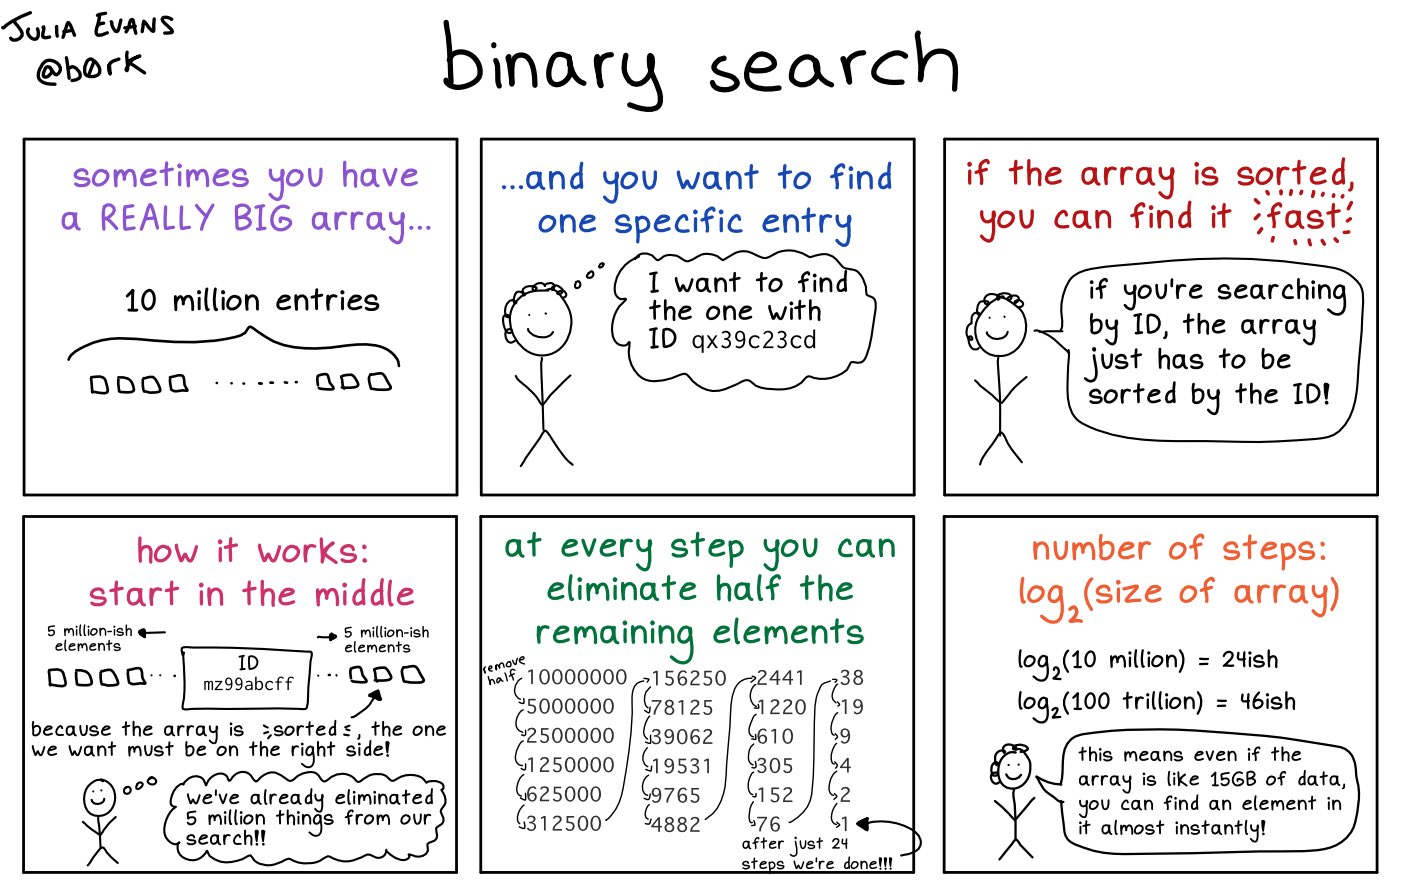 JULIA EVANS
@b0rk
binary search
sometimes you have
a REALLY BIG array...
10 million entries
...and you want to find
one specific entry
I want to find
the one with
ID qx39c23cd
if the array is sorted,
you can find it fast
if you're searching
by ID, the array
just has to be
sorted by the ID!
how it works:
start in the middle
5 million-ish
elements
ID
mz99abcff
5 million-ish
elements
because the array is sorted, the one
we want must be on the right side!
we've already eliminated
5 million things from our
search!!
at every step you can
eliminate half the
remaining elements
remove
half
10000000
5000000
2500000
1250000
625000
312500
156250
78125
39062
19531
9765
4882
2441
1220
610
305
152
76
38
19
9
4
2
1
after just 24
steps we're done!!!
number of steps:
log₂(size of array)
log₂(10 million) = 24ish
log₂(100 trillion) = 46ish
this means even if the
array is like 15GB of data,
you can find an element in
it almost instantly!